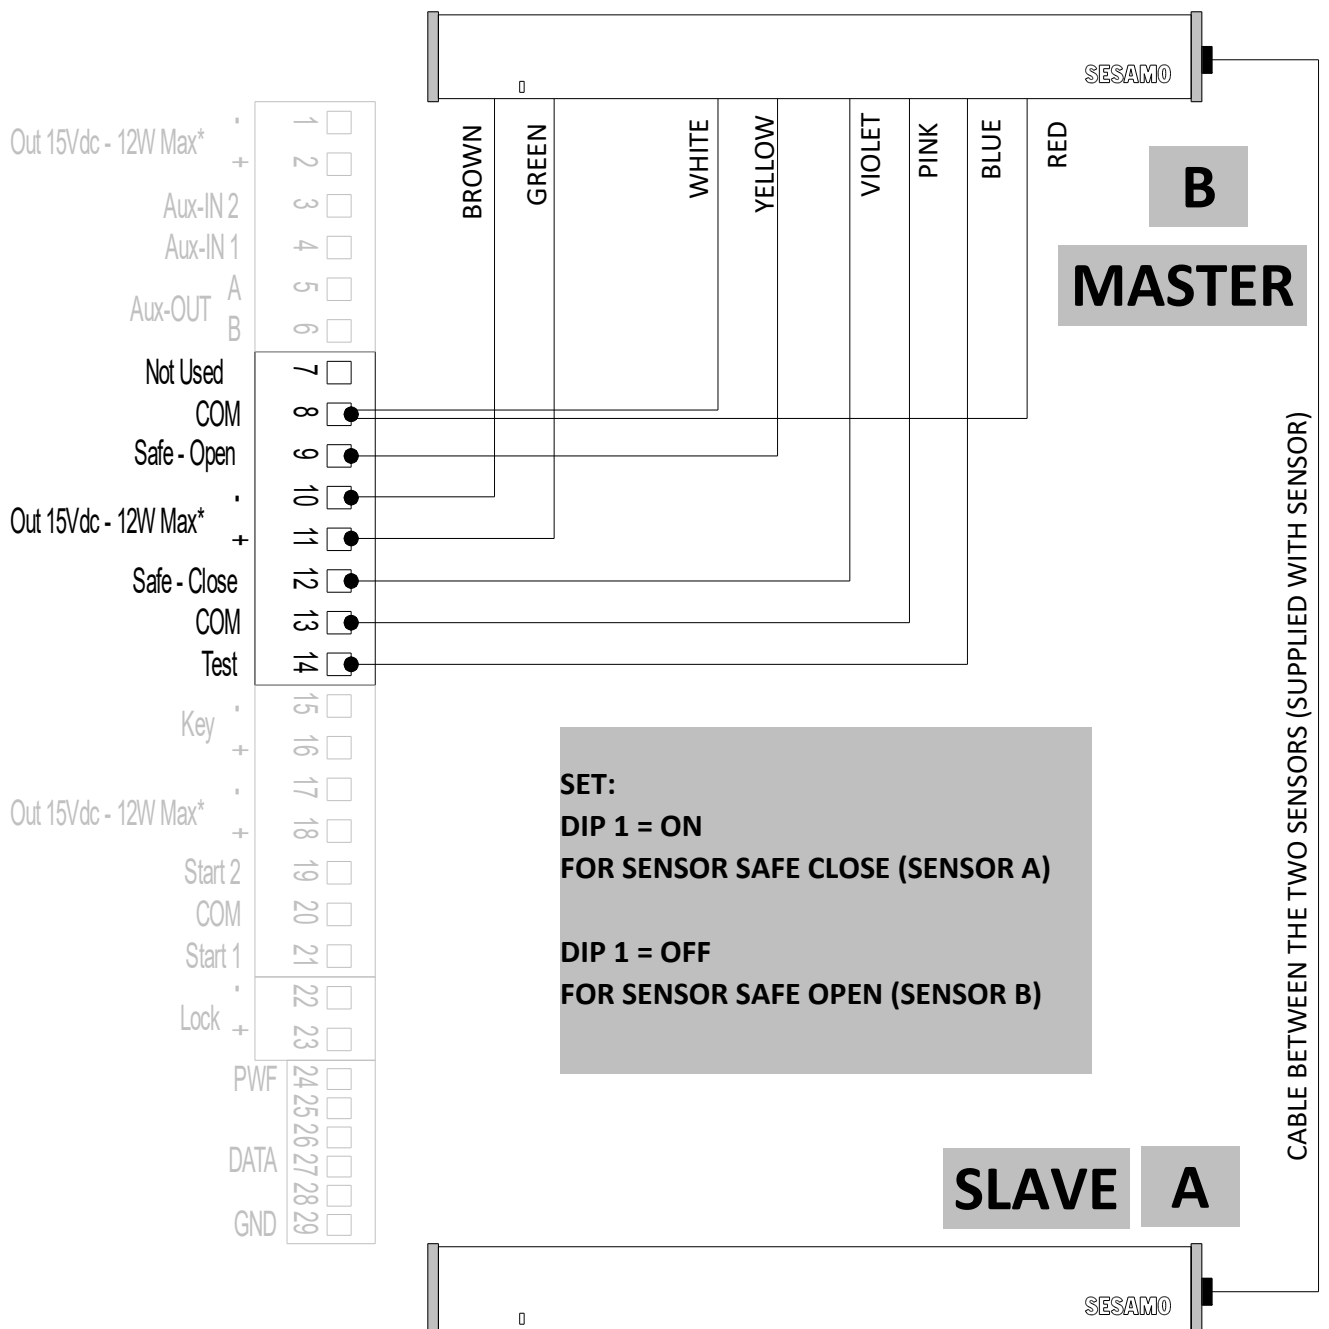 SESAMO
BROWN
GREEN
WHITE
YELLOW
VIOLET
PINK
BLUE
RED
B
MASTER
Out 15Vdc - 12W Max*
-
+
1
2
Aux-IN 2
3
Aux-IN 1
4
Aux-OUT
A
B
5
6
Not Used
7
COM
8
Safe - Open
9
Out 15Vdc - 12W Max*
-
+
10
11
Safe - Close
12
COM
13
Test
14
Key
-
+
15
16
Out 15Vdc - 12W Max*
-
+
17
18
Start 2
19
COM
20
Start 1
21
Lock
-
+
22
23
PWF
24
25
26
DATA
27
28
GND
29
SET:
DIP 1 = ON
FOR SENSOR SAFE CLOSE (SENSOR A)
DIP 1 = OFF
FOR SENSOR SAFE OPEN (SENSOR B)
CABLE BETWEEN THE TWO SENSORS (SUPPLIED WITH SENSOR)
SLAVE
A
SESAMO